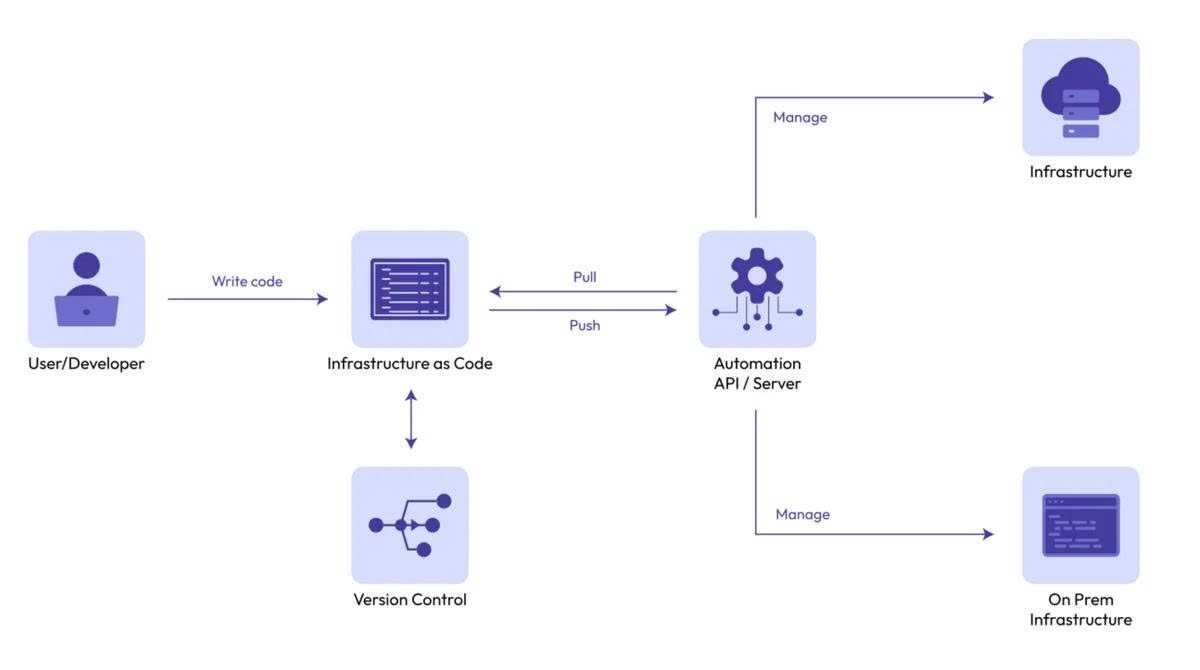 Manage
Infrastructure
Write code
Pull
Push
User/Developer
Infrastructure as Code
Automation
API / Server
Manage
Version Control
On Prem
Infrastructure